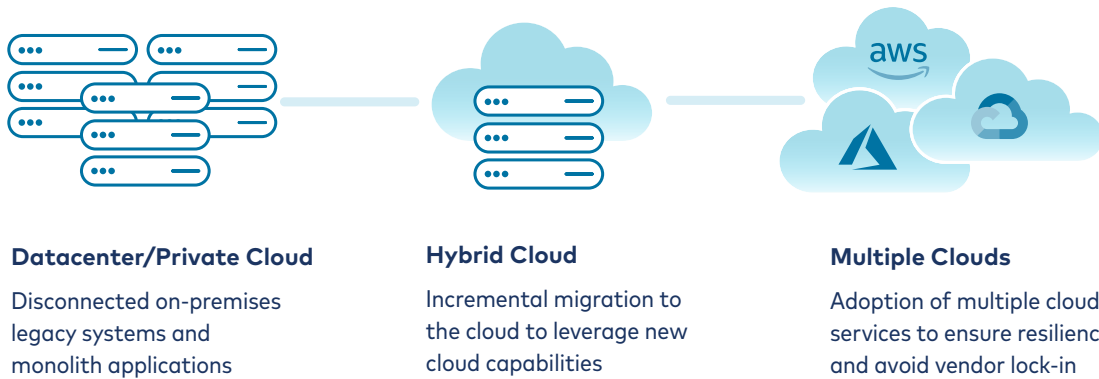 aws
Datacenter/Private Cloud
Disconnected on-premises
legacy systems and
monolith applications
Hybrid Cloud
Incremental migration to
the cloud to leverage new
cloud capabilities
Multiple Clouds
Adoption of multiple cloud
services to ensure resilienc
and avoid vendor lock-in